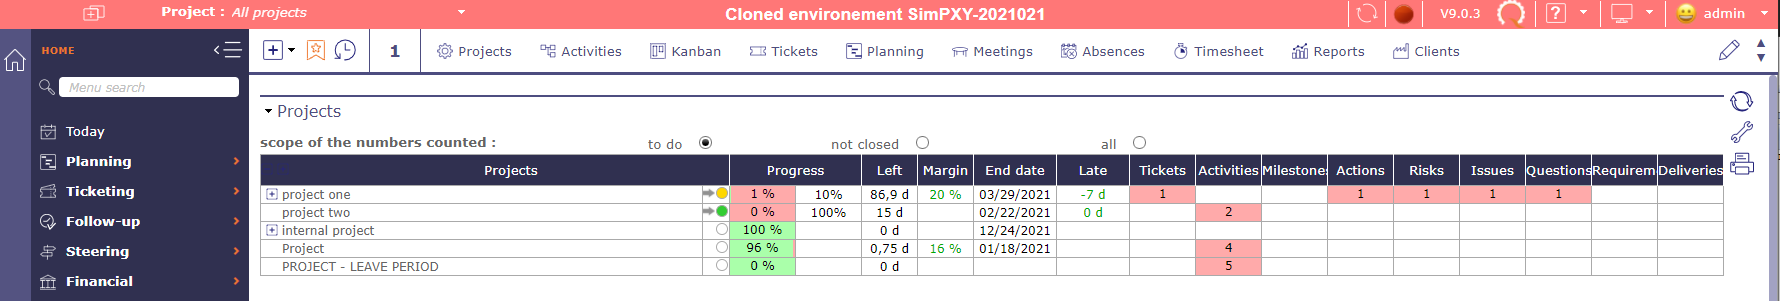 Project : All projects
Cloned environement SimPXY-2021021
V9.0.3
?
admin
HOME
Menu search
Today
Planning
Ticketing
Follow-up
Steering
Financial
1 Projects Activities Kanban Tickets Planning Meetings Absences Timesheet Reports Clients
Projects
scope of the numbers counted : to do not closed all
Projects Progress Left Margin End date Late Tickets Activities Milestone Actions Risks Issues Questions Requirem Deliveries
project one 1 % 10% 86,9 d 20 % 03/29/2021 -7 d 1 1 1 1 1
project two 0 % 100% 15 d 02/22/2021 0 d 2
internal project 100 % 0 d 12/24/2021
Project 96 % 0,75 d 16 % 01/18/2021 4
PROJECT - LEAVE PERIOD 0 % 0 d 5